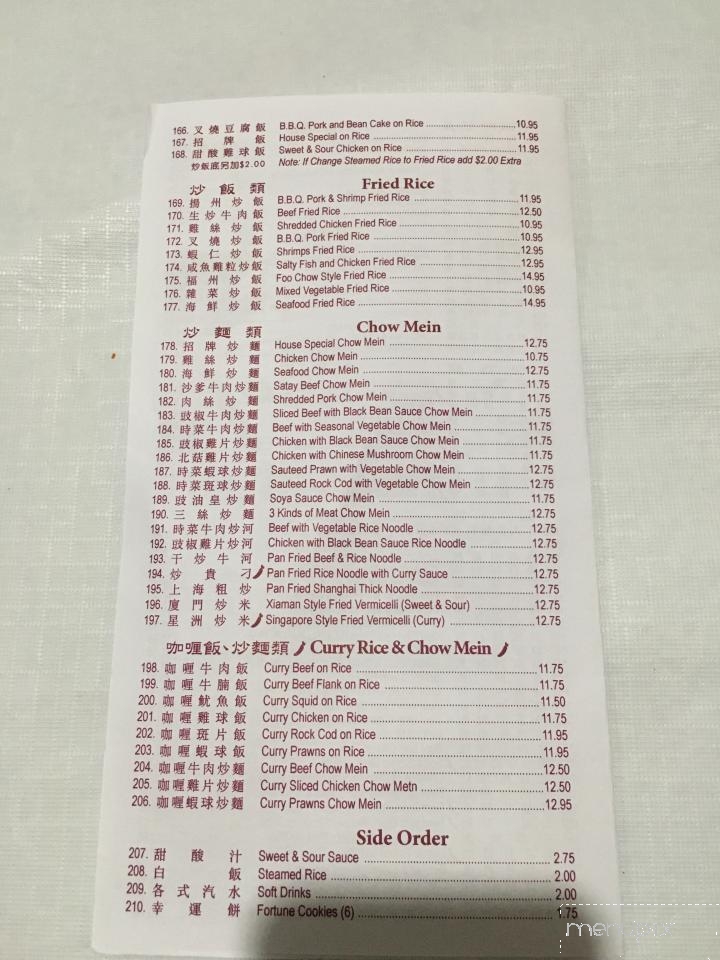 166. 叉燒豆腐飯 B.B.Q. Pork and Bean Cake on Rice 10.95
167. 招牌飯 House Special on Rice 11.95
168. 甜酸雞球飯 Sweet & Sour Chicken on Rice 11.95
炒飯底另加$2.00 Note: If Change Steamed Rice to Fried Rice add $2.00 Extra
炒飯類 Fried Rice
169. 揚州炒飯 B.B.Q. Pork & Shrimp Fried Rice 11.95
170. 生炒牛肉飯 Beef Fried Rice 12.50
171. 雞絲炒飯 Shredded Chicken Fried Rice 10.95
172. 叉燒炒飯 B.B.Q. Pork Fried Rice 10.95
173. 蝦仁炒飯 Shrimps Fried Rice 12.95
174. 咸魚雞粒炒飯 Salty Fish and Chicken Fried Rice 12.95
175. 福州炒飯 Foo Chow Style Fried Rice 14.95
176. 雜菜炒飯 Mixed Vegetable Fried Rice 10.95
177. 海鮮炒飯 Seafood Fried Rice 14.95
炒麵類 Chow Mein
178. 招牌炒麵 House Special Chow Mein 12.75
179. 雞絲炒麵 Chicken Chow Mein 10.75
180. 海鮮炒麵 Seafood Chow Mein 12.75
181. 沙爹牛肉炒麵 Satay Beef Chow Mein 11.75
182. 肉絲炒麵 Shredded Pork Chow Mein 11.75
183. 豉椒牛肉炒麵 Sliced Beef with Black Bean Sauce Chow Mein 11.75
184. 時菜牛肉炒麵 Beef with Seasonal Vegetable Chow Mein 11.75
185. 豉椒雞片炒麵 Chicken with Black Bean Sauce Chow Mein 11.75
186. 北菇雞片炒麵 Chicken with Chinese Mushroom Chow Mein 11.75
187. 時菜蝦球炒麵 Sauteed Prawn with Vegetable Chow Mein 12.75
188. 時菜斑球炒麵 Sauteed Rock Cod with Vegetable Chow Mein 12.75
189. 豉油皇炒麵 Soya Sauce Chow Mein 11.75
190. 三絲炒麵 3 Kinds of Meat Chow Mein 12.75
191. 時菜牛肉炒河 Beef with Vegetable Rice Noodle 12.75
192. 豉椒雞片炒河 Chicken with Black Bean Sauce Rice Noodle 12.75
193. 干炒牛河 Pan Fried Beef & Rice Noodle 12.75
194. 炒貴刁 Pan Fried Rice Noodle with Curry Sauce 12.75
195. 上海粗炒 Pan Fried Shanghai Thick Noodle 12.75
196. 廈門炒米 Xiaman Style Fried Vermicelli (Sweet & Sour) 12.75
197. 星洲炒米 Singapore Style Fried Vermicelli (Curry) 12.75
咖喱飯、炒麵類 Curry Rice & Chow Mein
198. 咖喱牛肉飯 Curry Beef on Rice 11.75
199. 咖喱牛腩飯 Curry Beef Flank on Rice 11.75
200. 咖喱魷魚飯 Curry Squid on Rice 11.50
201. 咖喱雞球飯 Curry Chicken on Rice 11.75
202. 咖喱斑片飯 Curry Rock Cod on Rice 11.95
203. 咖喱蝦球飯 Curry Prawns on Rice 11.95
204. 咖喱牛肉炒麵 Curry Beef Chow Mein 12.50
205. 咖喱雞片炒麵 Curry Sliced Chicken Chow Metn 12.50
206. 咖喱蝦球炒麵 Curry Prawns Chow Mein 12.95
Side Order
207. 甜酸汁 Sweet & Sour Sauce 2.75
208. 白飯 Steamed Rice 2.00
209. 各式汽水 Soft Drinks 2.00
210. 幸運餅 Fortune Cookies (6) 1.75